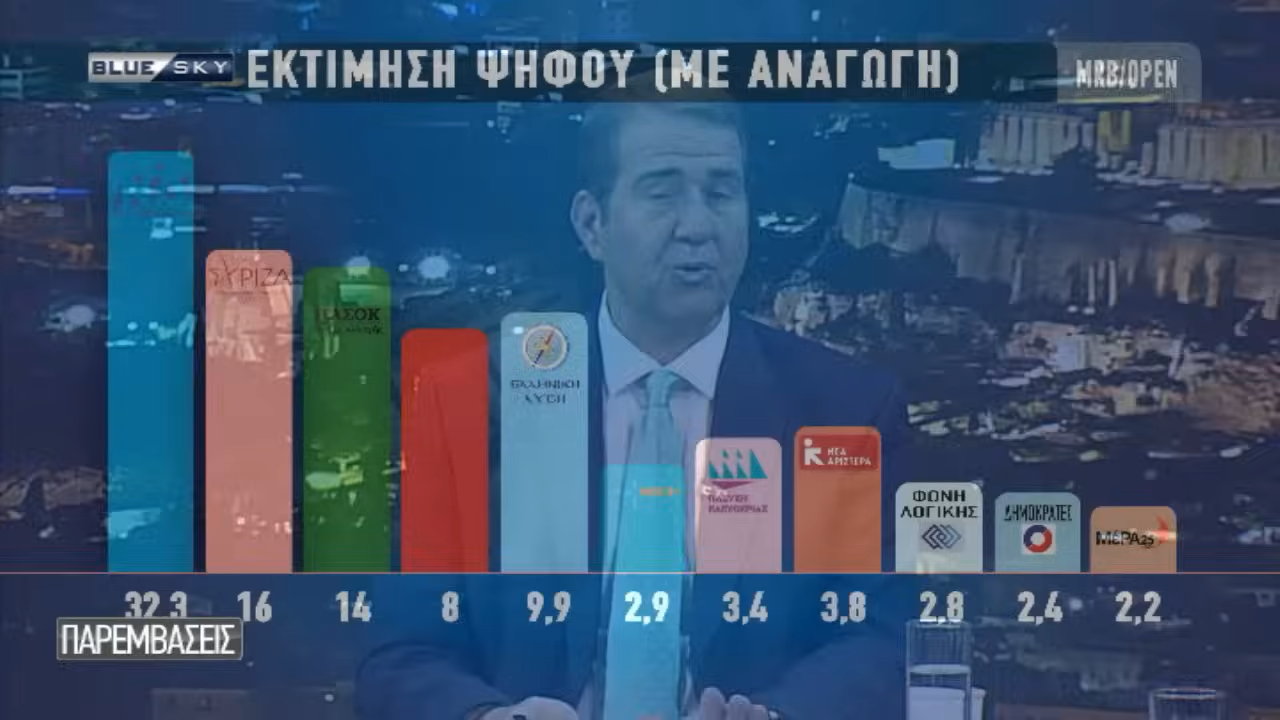 BLUE SKY
ΕΚΤΙΜΗΣΗ ΨΗΦΟΥ (ΜΕ ΑΝΑΓΩΓΗ)
MRB/OPEN
ΣΥΡΙΖΑ
ΠΑΣΟΚ
ΕΛΛΗΝΙΚΗ
ΛΥΣΗ
ΠΛΕΥΣΗ
ΕΛΕΥΘΕΡΙΑΣ
ΝΕΑ
ΑΡΙΣΤΕΡΑ
ΦΩΝΗ
ΛΟΓΙΚΗΣ
ΔΗΜΟΚΡΑΤΕΣ
ΜέΡΑ25
32,3 16 14 8 9,9 2,9 3,4 3,8 2,8 2,4 2,2
ΠΑΡΕΜΒΑΣΕΙΣ